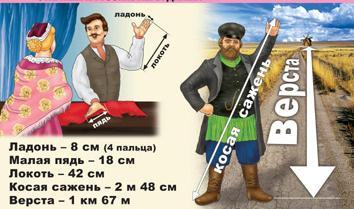 ладонь
локоть
пядь
косая сажень
Верста
Ладонь – 8 см (4 пальца)
Малая пядь – 18 см
Локоть – 42 см
Косая сажень – 2 м 48 см
Верста – 1 км 67 м